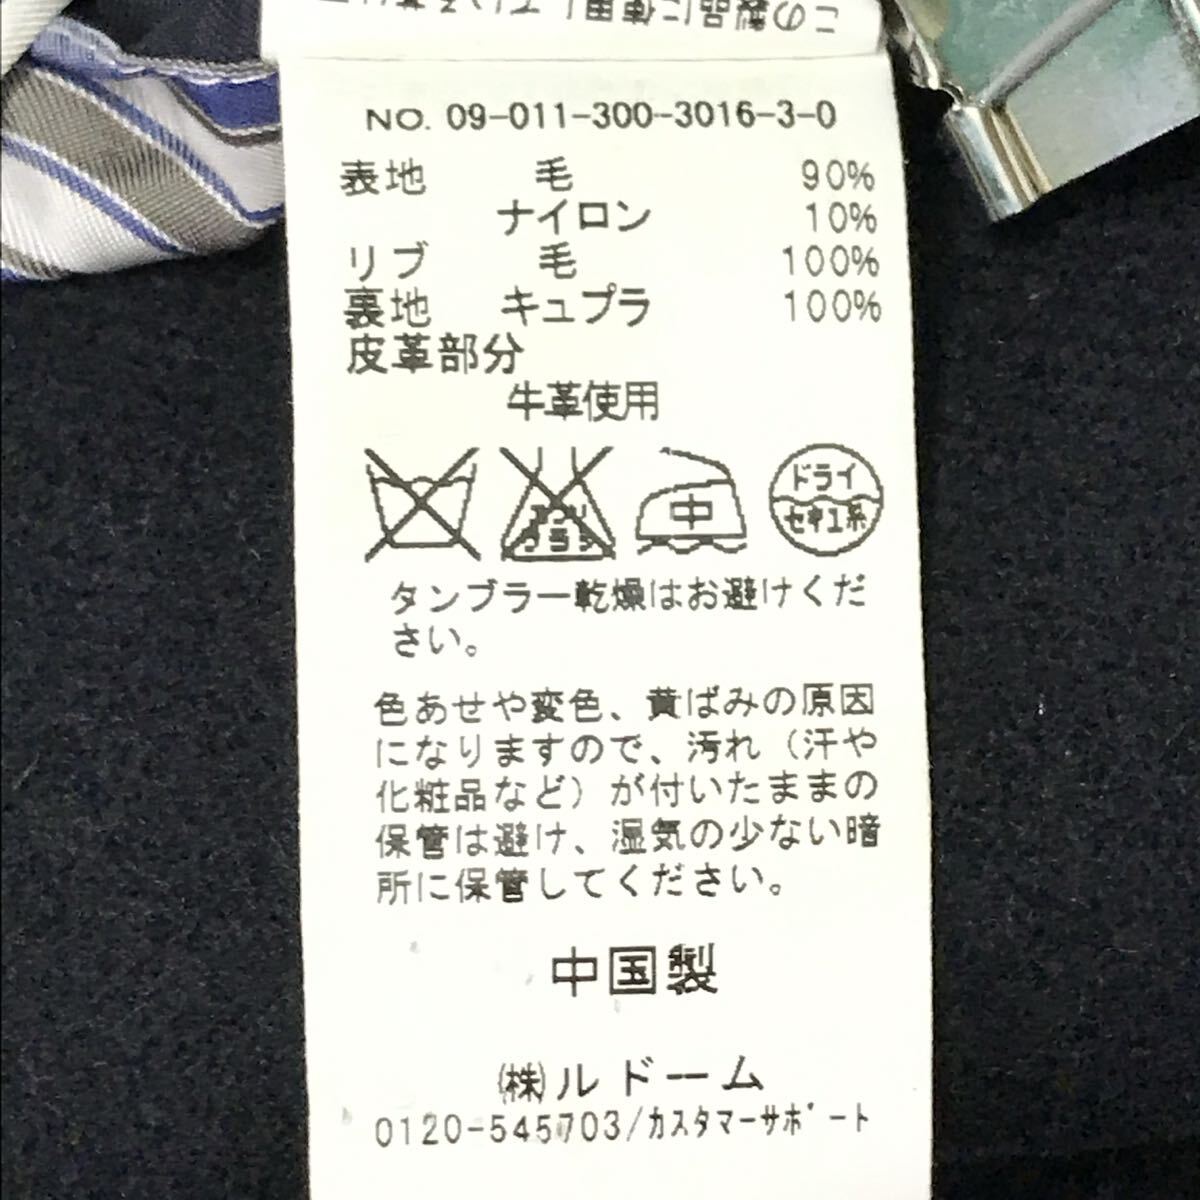 NO. 09-011-300-3016-3-0
表地 毛 90%
ナイロン 10%
リブ 毛 100%
裏地 キュプラ 100%
皮革部分
牛革使用
エンソ
サラシ
中
ドライ
セキユ系
タンブラー乾燥はお避けくだ
さい。
色あせや変色、黄ばみの原因
になりますので、汚れ（汗や
化粧品など）が付いたままの
保管は避け、湿気の少ない暗
所に保管してください。
中国製
(株)ルドーム
0120-545703/カスタマーサポート